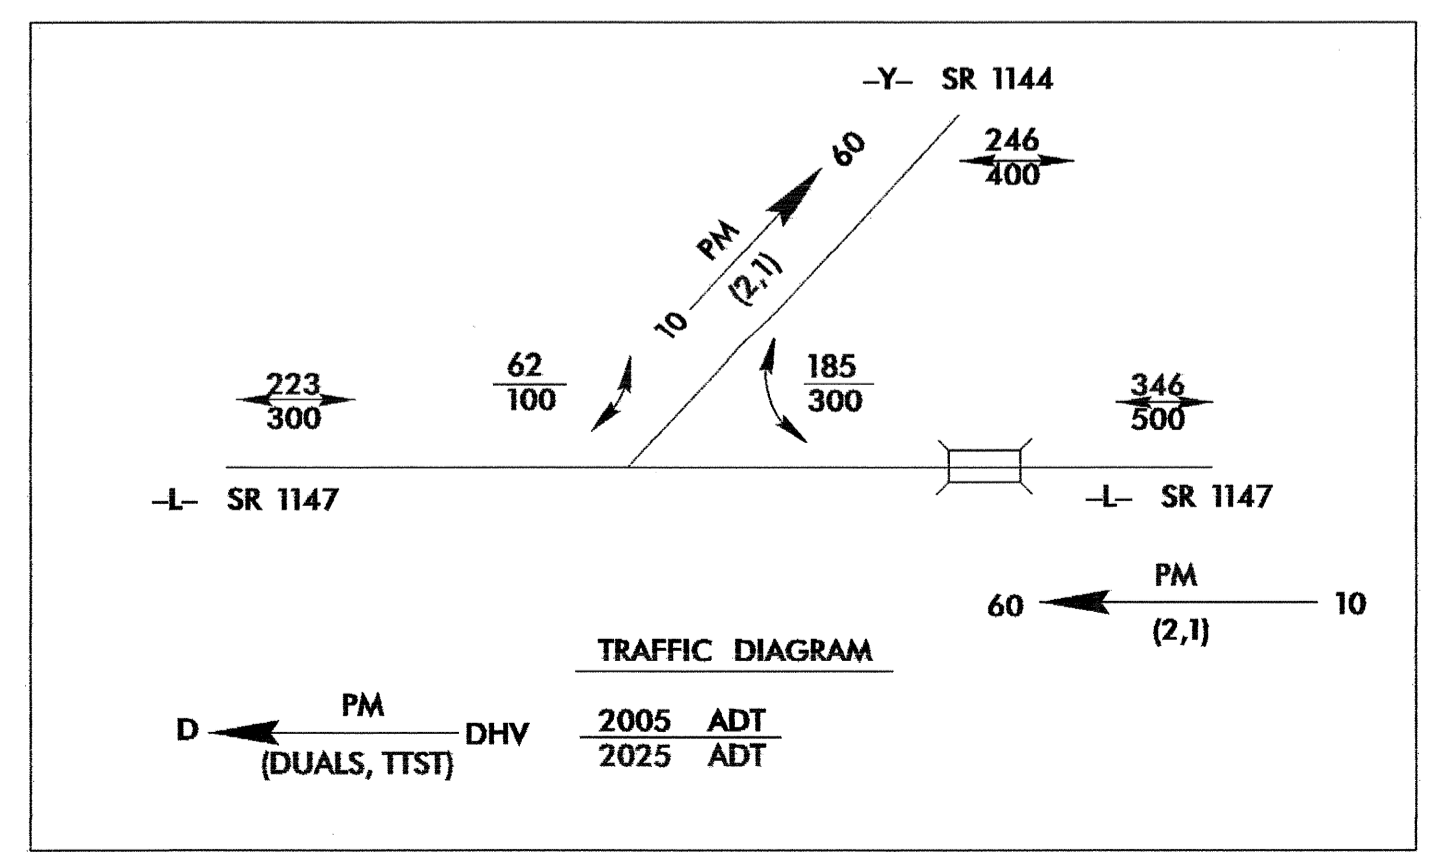 –Y– SR 1144
246
400
60
PM
(2,1)
10
62
100
185
300
223
300
346
500
–L– SR 1147
–L– SR 1147
PM
60
10
(2,1)
TRAFFIC DIAGRAM
PM
D
DHV
(DUALS, TTST)
2005 ADT
2025 ADT